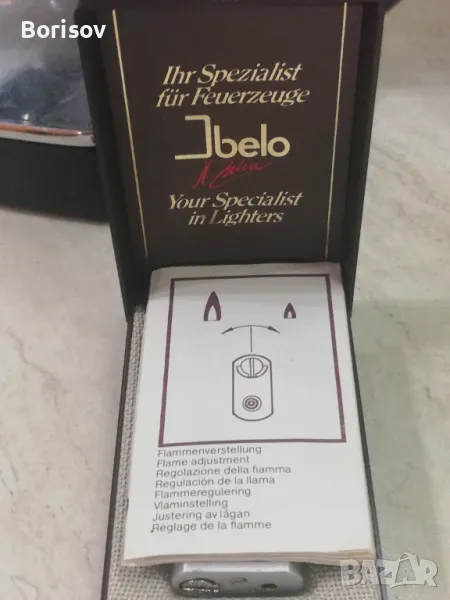 Borisov
Ihr Spezialist
für Feuerzeuge
Ibelo
Your Specialist
in Lighters
Flammenverstellung
Flame adjustment
Regolazione della fiamma
Regulación de la llama
Flammeregulering
Vlaminstelling
Justering av lågan
Reglage de la flamme
bazar